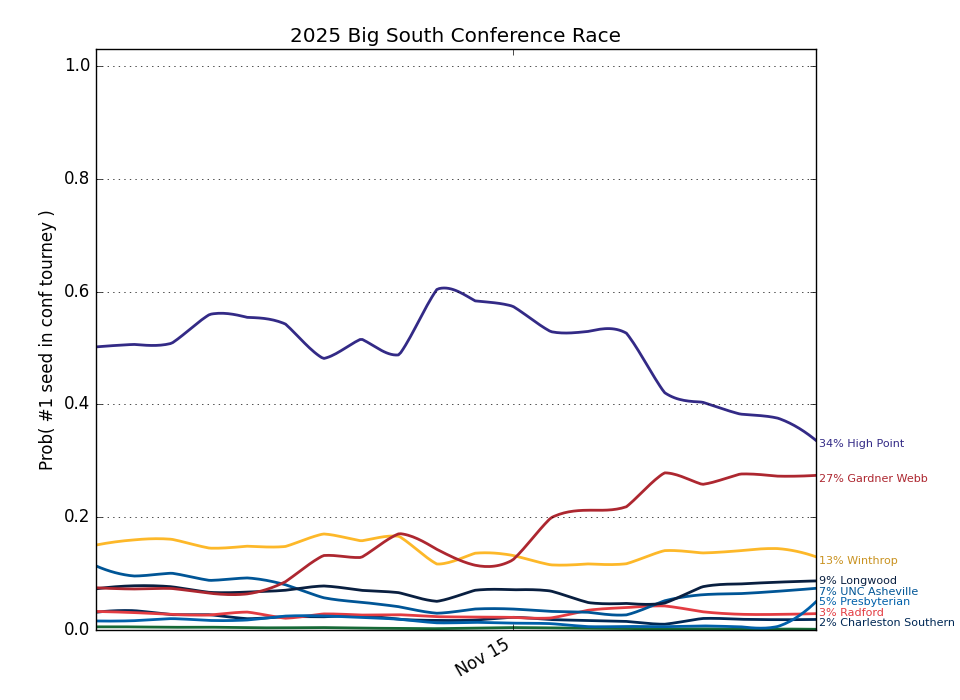 2025 Big South Conference Race
1.0
0.8
0.6
0.4
0.2
0.0
Prob( #1 seed in conf tourney )
Nov 15
34% High Point
27% Gardner Webb
13% Winthrop
9% Longwood
7% UNC Asheville
5% Presbyterian
3% Radford
2% Charleston Southern